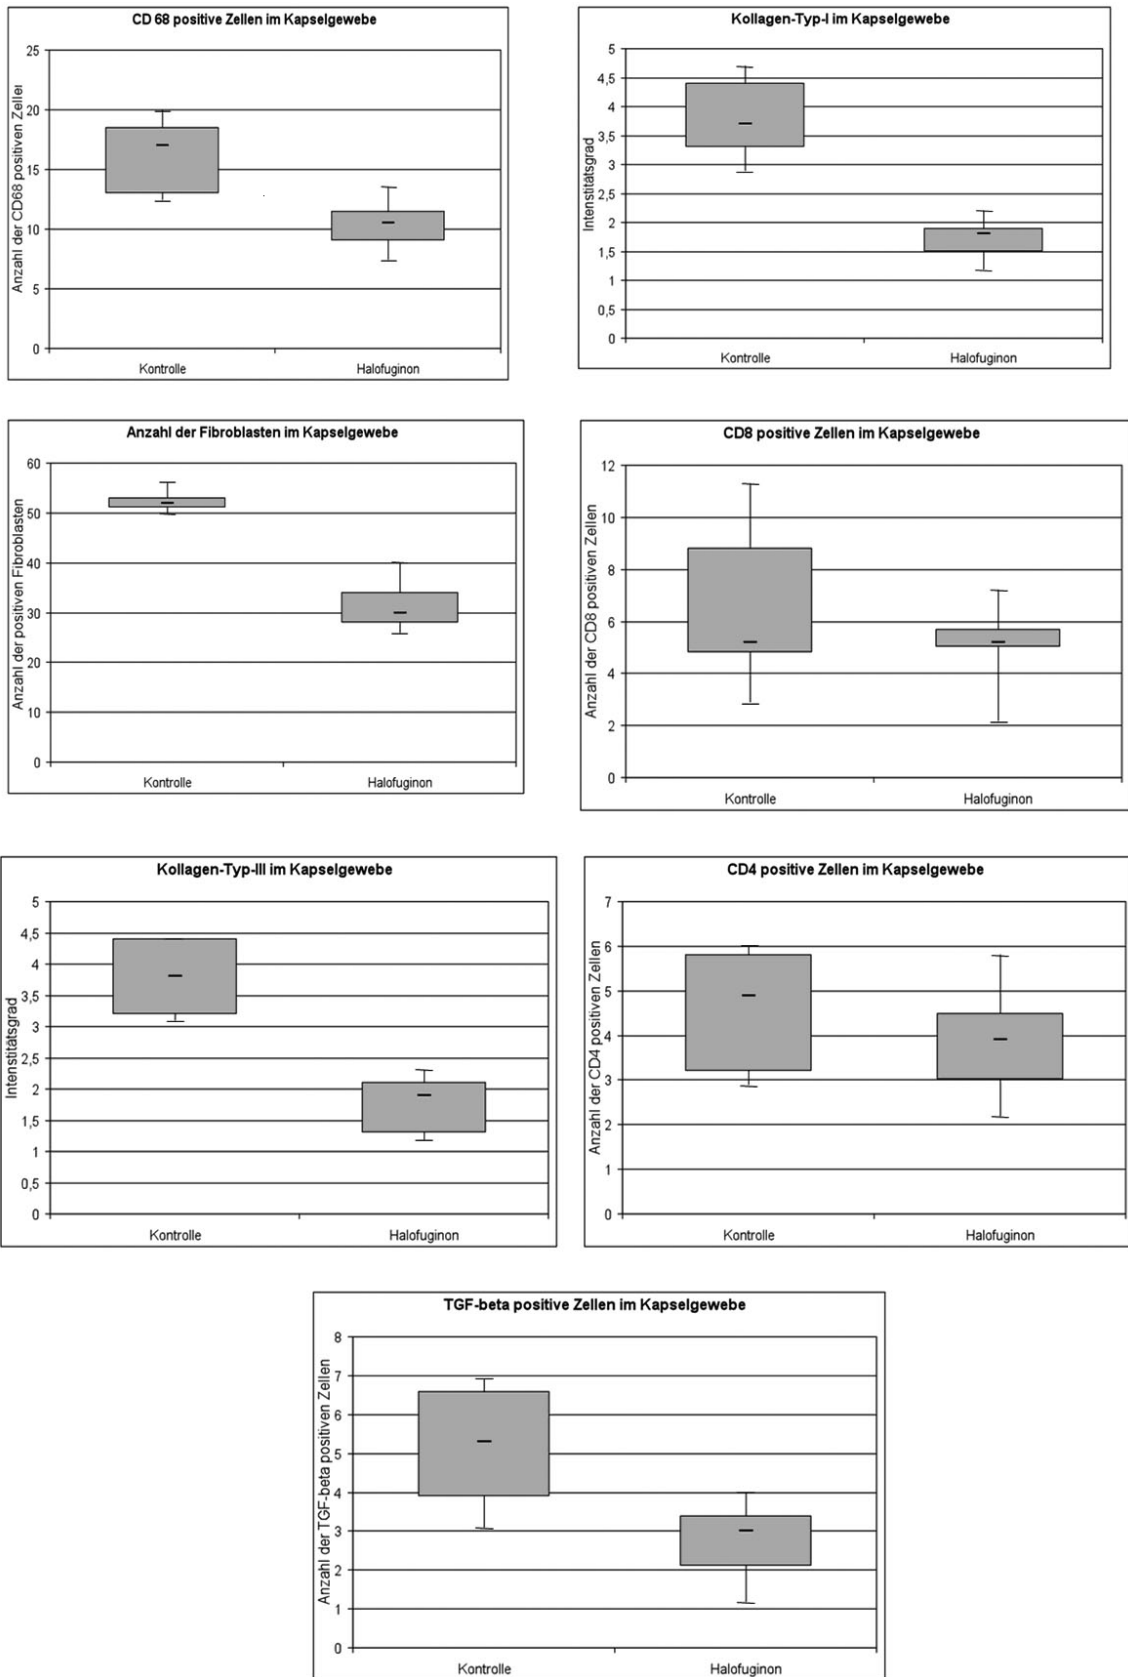 CD 68 positive Zellen im Kapselgewebe
Anzahl der CD68 positiven Zeller
25
20
15
10
5
0
Kontrolle Halofuginon
Kollagen-Typ-I im Kapselgewebe
Intenstitätsgrad
5
4,5
4
3,5
3
2,5
2
1,5
1
0,5
0
Kontrolle Halofuginon
Anzahl der Fibroblasten im Kapselgewebe
Anzahl der positiven Fibroblasten
60
50
40
30
20
10
0
Kontrolle Halofuginon
CD8 positive Zellen im Kapselgewebe
Anzahl der CD8 positiven Zellen
12
10
8
6
4
2
0
Kontrolle Halofuginon
Kollagen-Typ-III im Kapselgewebe
Intenstitätsgrad
5
4,5
4
3,5
3
2,5
2
1,5
1
0,5
0
Kontrolle Halofuginon
CD4 positive Zellen im Kapselgewebe
Anzahl der CD4 positiven Zellen
7
6
5
4
3
2
1
0
Kontrolle Halofuginon
TGF-beta positive Zellen im Kapselgewebe
Anzahl der TGF-beta positiven Zellen
8
7
6
5
4
3
2
1
0
Kontrolle Halofuginon